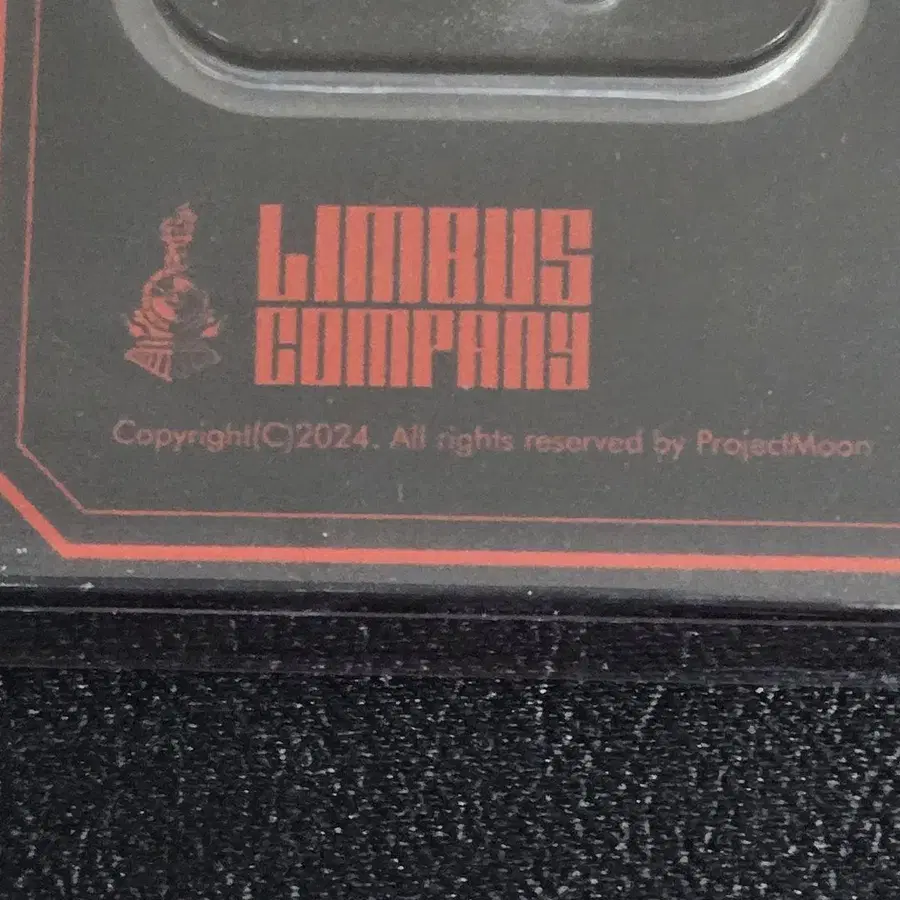 LIMBUS
COMPANY
Copyright(C)2024. All rights reserved by ProjectMoon